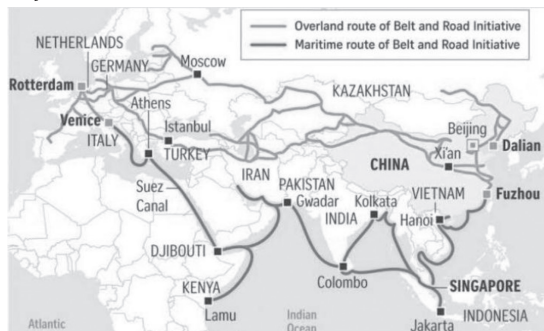 Overland route of Belt and Road Initiative
Maritime route of Belt and Road Initiative
NETHERLANDS
GERMANY
Moscow
Rotterdam
KAZAKHSTAN
Athens
Venice
Istanbul
Beijing
Dalian
ITALY
TURKEY
Xi'an
CHINA
IRAN
Suez
Canal
PAKISTAN
Gwadar
Kolkata
VIETNAM
Fuzhou
INDIA
Hanoi
DJIBOUTI
KENYA
Colombo
SINGAPORE
Lamu
INDONESIA
Jakarta
Atlantic
Indian
Ocean